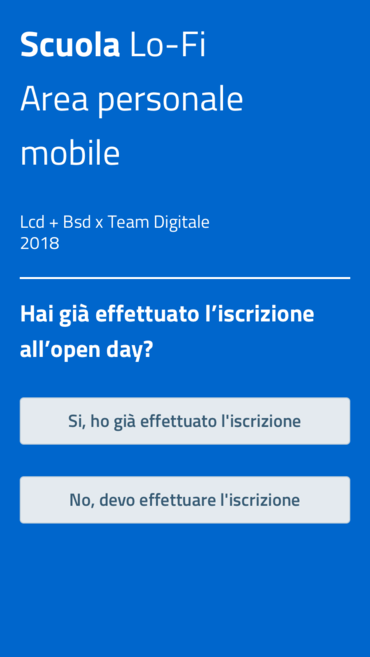 Scuola Lo-Fi
Area personale
mobile
Lcd + Bsd x Team Digitale
2018
Hai già effettuato l’iscrizione
all’open day?
Si, ho già effettuato l'iscrizione
No, devo effettuare l'iscrizione